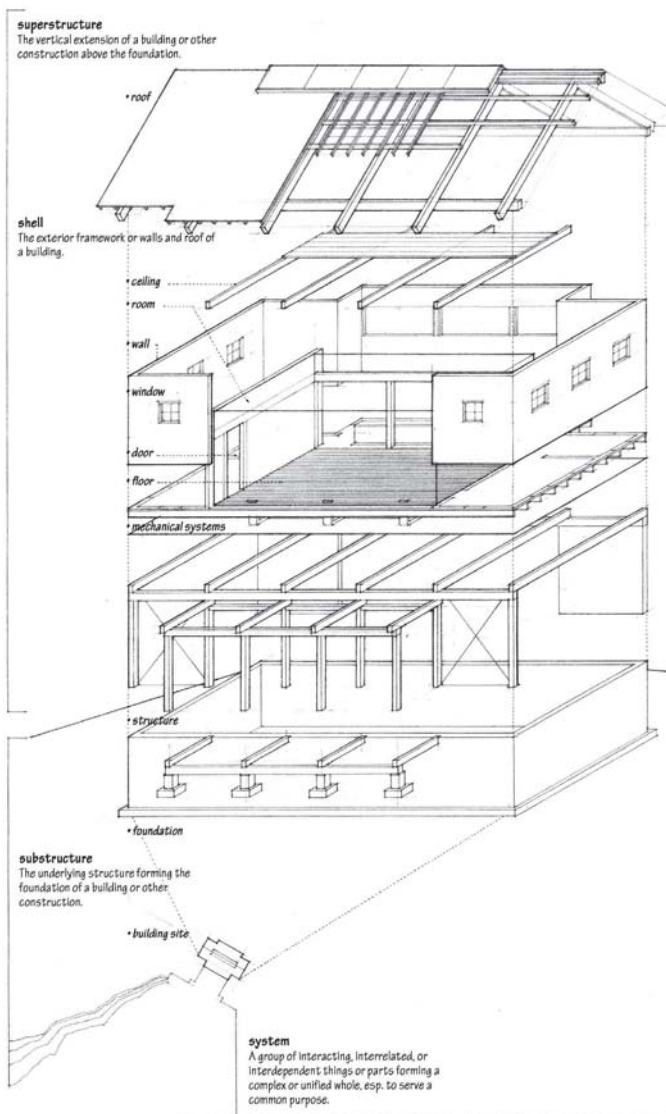 superstructure
The vertical extension of a building or other
construction above the foundation.
• roof
shell
The exterior framework or walls and roof of
a building.
• ceiling
• room
• wall
• window
• door
• floor
• mechanical systems
• structure
• foundation
substructure
The underlying structure forming the
foundation of a building or other
construction.
• building site
system
A group of interacting, interrelated, or
interdependent things or parts forming a
complex or unified whole, esp. to serve a
common purpose.